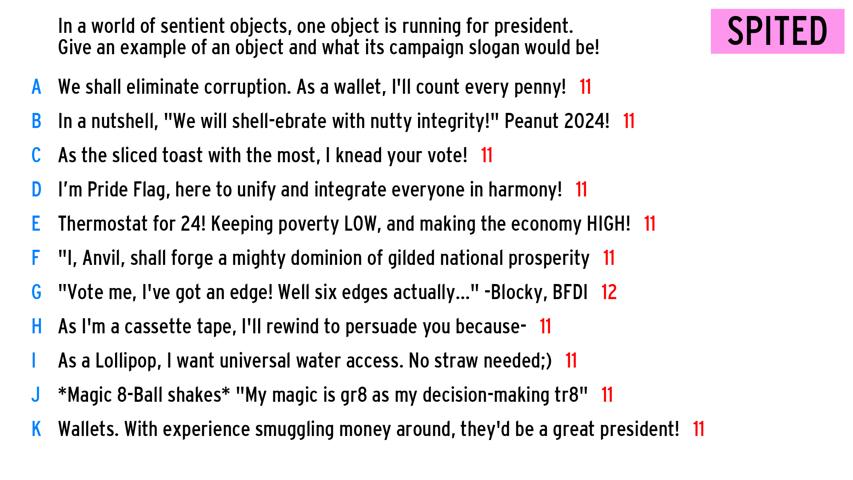 In a world of sentient objects, one object is running for president.
Give an example of an object and what its campaign slogan would be!
SPITED
A We shall eliminate corruption. As a wallet, I'll count every penny! 11
B In a nutshell, "We will shell-ebrate with nutty integrity!" Peanut 2024! 11
C As the sliced toast with the most, I knead your vote! 11
D I’m Pride Flag, here to unify and integrate everyone in harmony! 11
E Thermostat for 24! Keeping poverty LOW, and making the economy HIGH! 11
F "I, Anvil, shall forge a mighty dominion of gilded national prosperity 11
G "Vote me, I've got an edge! Well six edges actually..." -Blocky, BFDI 12
H As I'm a cassette tape, I'll rewind to persuade you because- 11
I As a Lollipop, I want universal water access. No straw needed;) 11
J *Magic 8-Ball shakes* "My magic is gr8 as my decision-making tr8" 11
K Wallets. With experience smuggling money around, they'd be a great president! 11